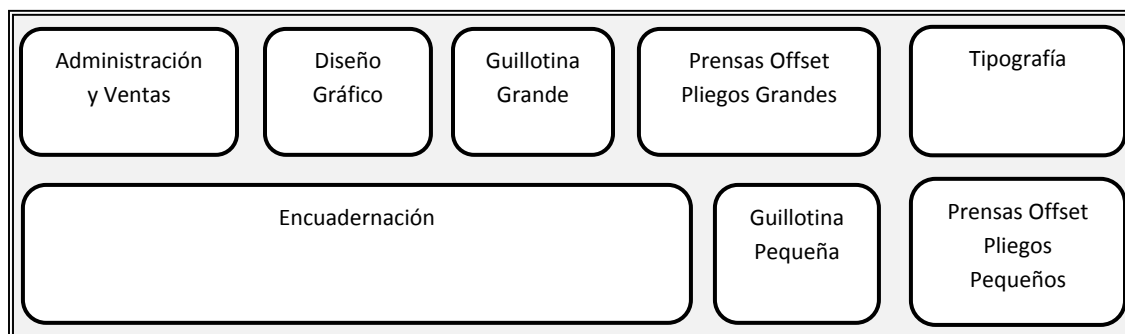 Administración
y Ventas
Diseño
Gráfico
Guillotina
Grande
Prensas Offset
Pliegos Grandes
Tipografía
Encuadernación
Guillotina
Pequeña
Prensas Offset
Pliegos
Pequeños